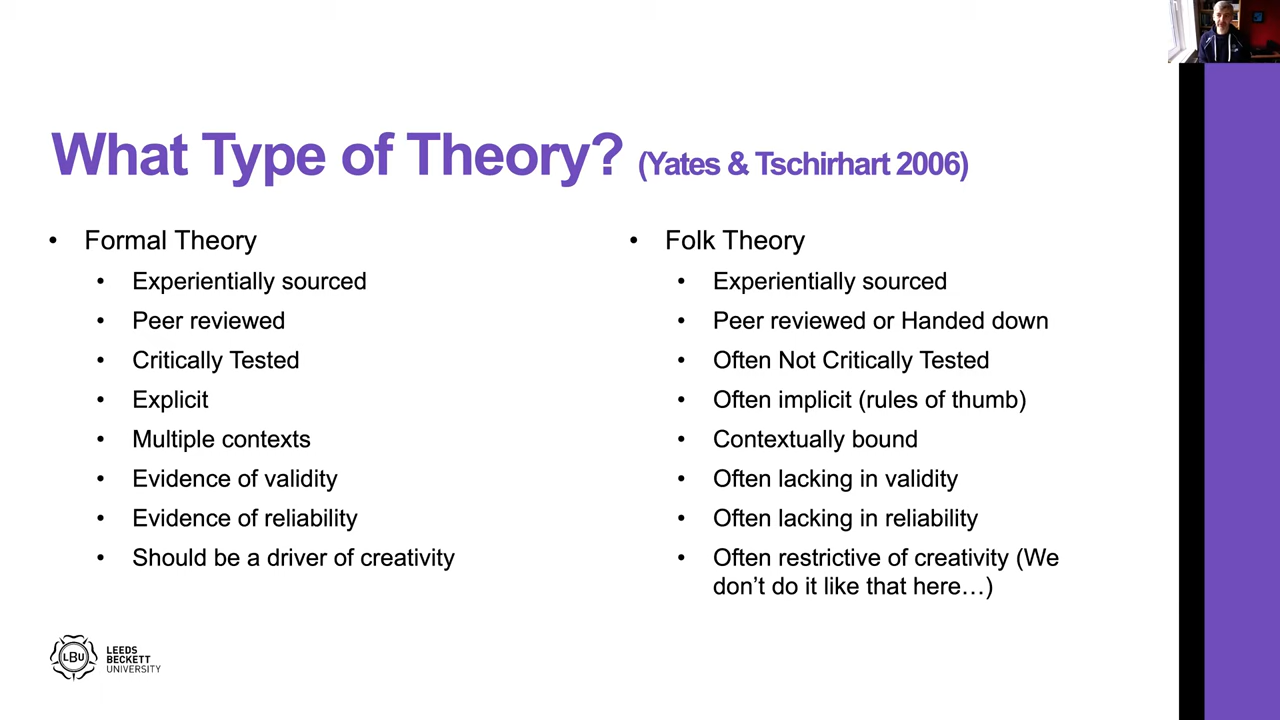 What Type of Theory? (Yates & Tschirhart 2006)
• Formal Theory
• Experientially sourced
• Peer reviewed
• Critically Tested
• Explicit
• Multiple contexts
• Evidence of validity
• Evidence of reliability
• Should be a driver of creativity
• Folk Theory
• Experientially sourced
• Peer reviewed or Handed down
• Often Not Critically Tested
• Often implicit (rules of thumb)
• Contextually bound
• Often lacking in validity
• Often lacking in reliability
• Often restrictive of creativity (We
don’t do it like that here…)
LBU
LEEDS
BECKETT
UNIVERSITY